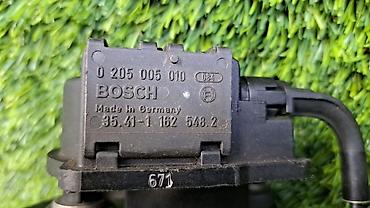 0 205 005 010
BOSCH
Made in Germany
35.41-1 162 548.2
671